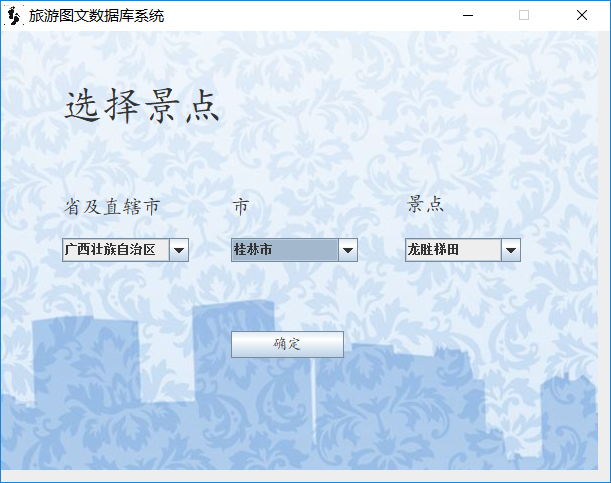 旅游图文数据库系统
选择景点
省及直辖市 市 景点
广西壮族自治区 桂林市 龙胜梯田
确定